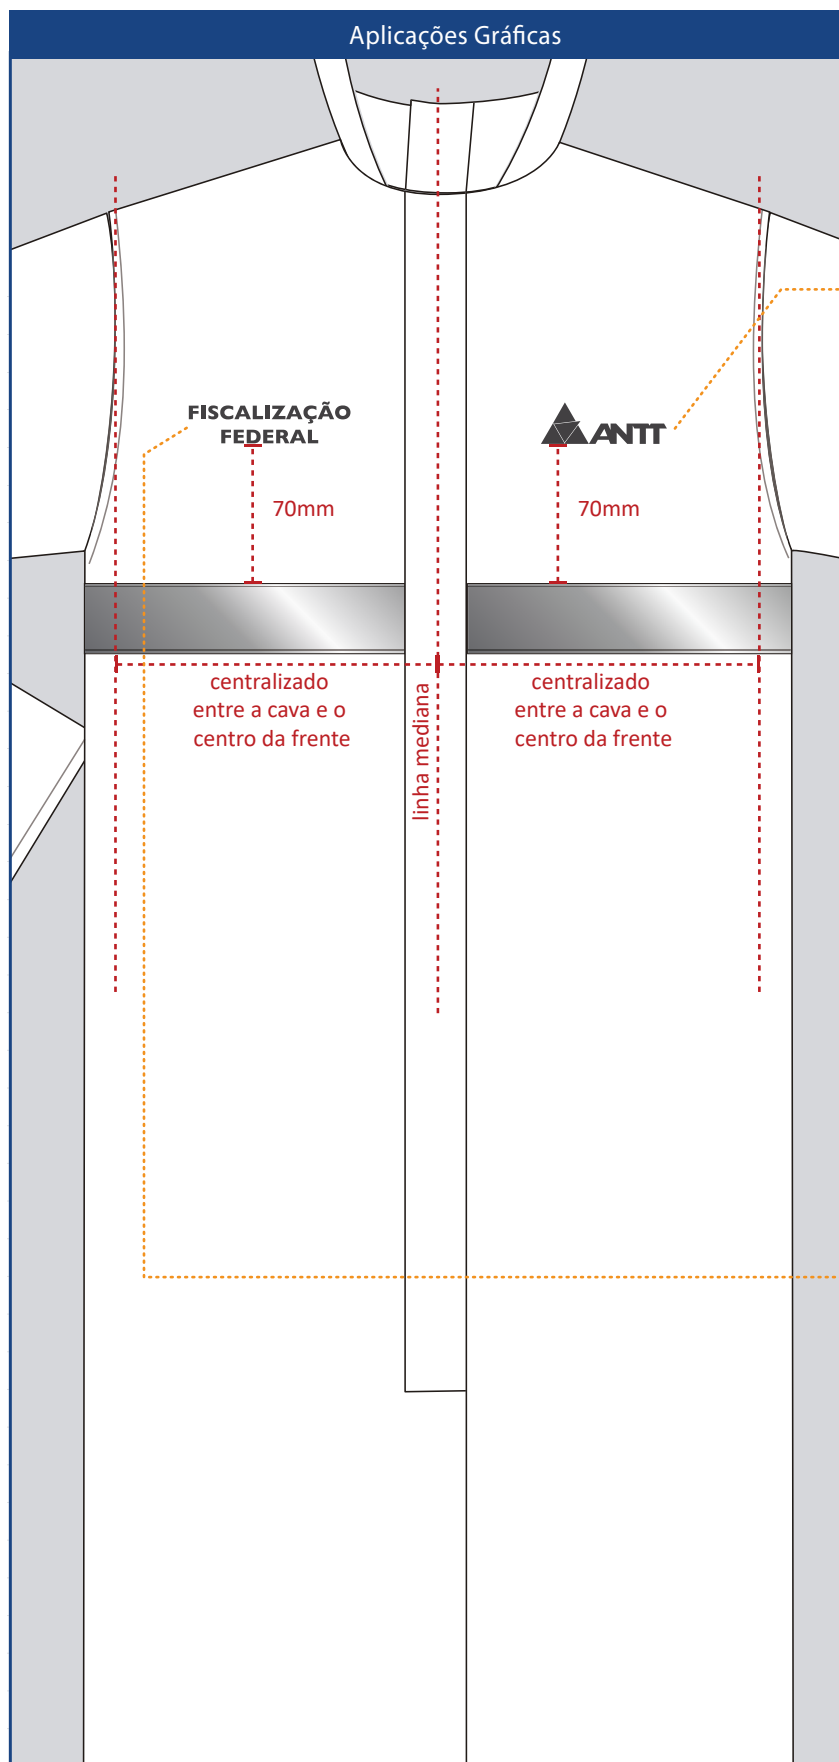 Aplicações Gráficas
FISCALIZAÇÃO
FEDERAL
ANTT
70mm
70mm
centralizado
entre a cava e o
centro da frente
linha mediana
centralizado
entre a cava e o
centro da frente